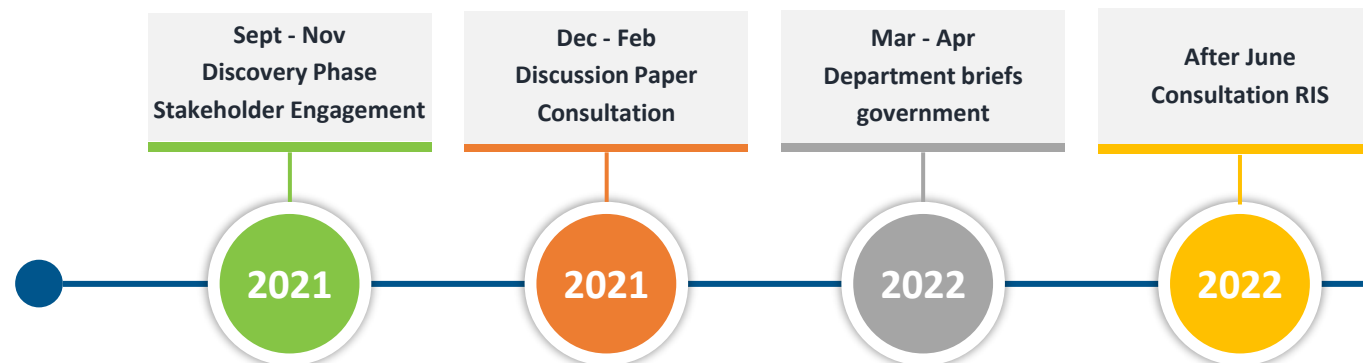 Sept - Nov
Discovery Phase
Stakeholder Engagement
2021
Dec - Feb
Discussion Paper
Consultation
2021
Mar - Apr
Department briefs
government
2022
After June
Consultation RIS
2022